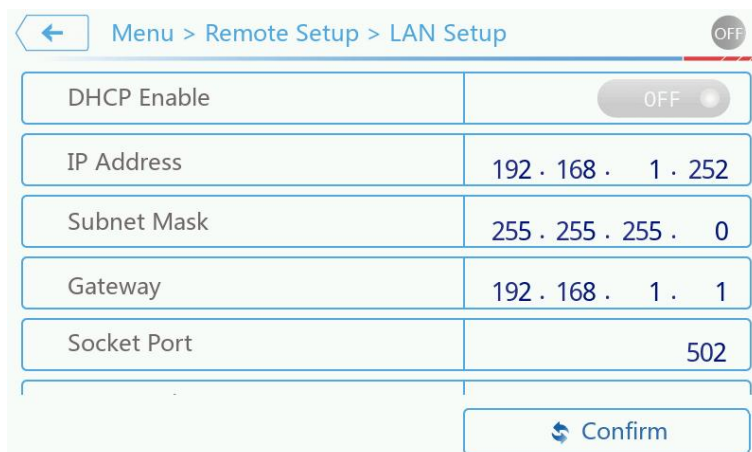 Menu > Remote Setup > LAN Setup OFF
DHCP Enable OFF
IP Address 192 . 168 . 1 . 252
Subnet Mask 255 . 255 . 255 . 0
Gateway 192 . 168 . 1 . 1
Socket Port 502
Confirm